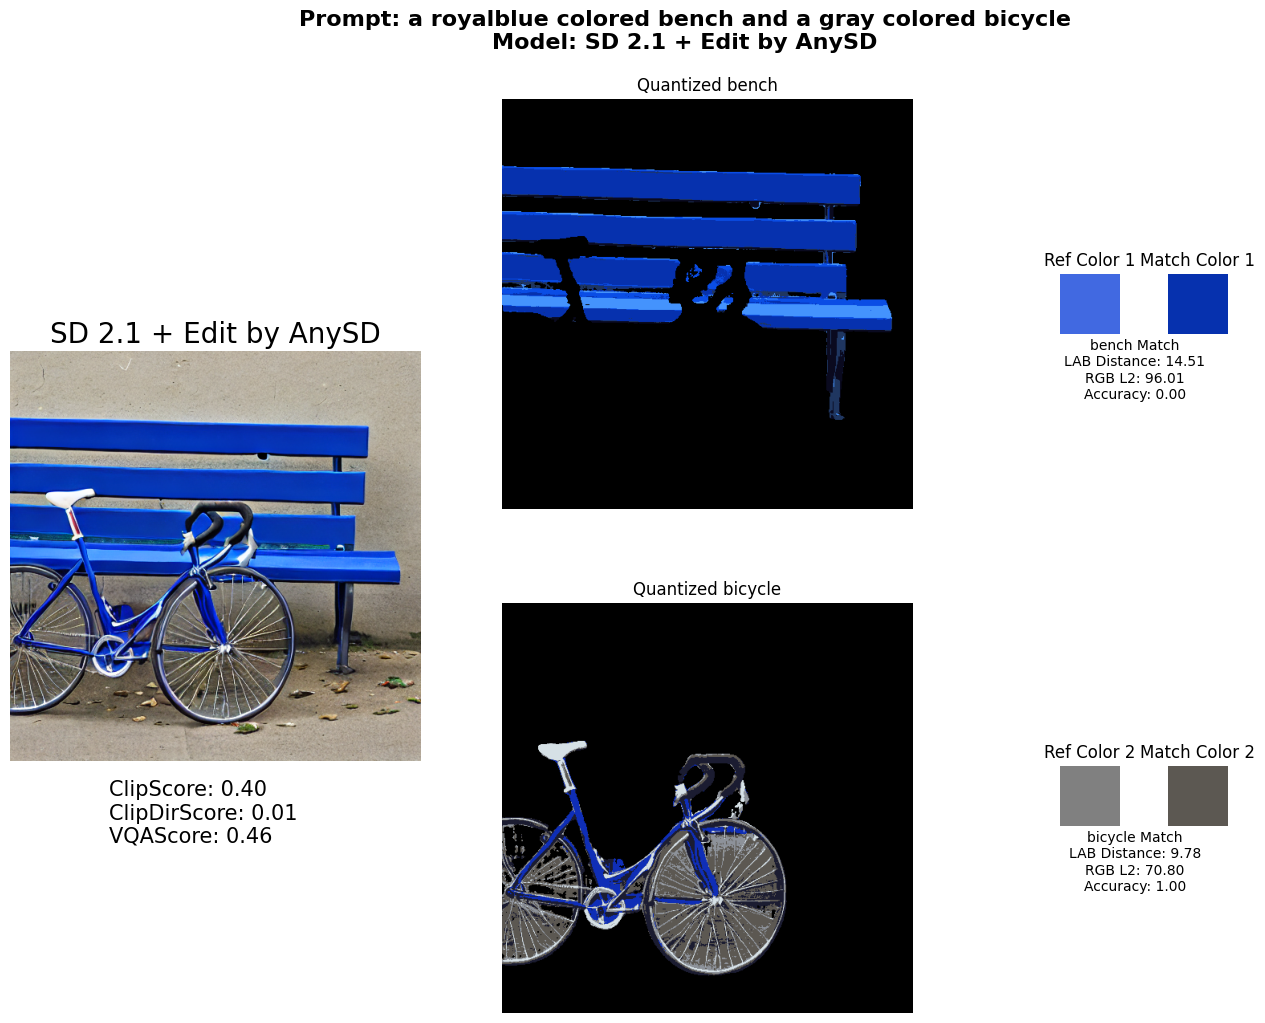 Prompt: a royalblue colored bench and a gray colored bicycle
Model: SD 2.1 + Edit by AnySD
Quantized bench
Ref Color 1 Match Color 1
bench Match
LAB Distance: 14.51
RGB L2: 96.01
Accuracy: 0.00
SD 2.1 + Edit by AnySD
ClipScore: 0.40
ClipDirScore: 0.01
VQAScore: 0.46
Quantized bicycle
Ref Color 2 Match Color 2
bicycle Match
LAB Distance: 9.78
RGB L2: 70.80
Accuracy: 1.00